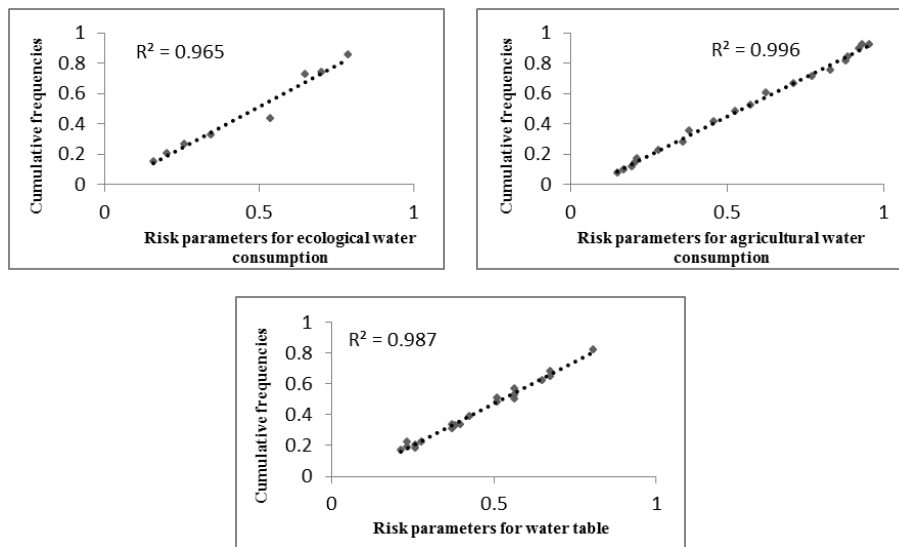 Cumulative frequencies
1
0.8
0.6
0.4
0.2
0
R² = 0.965
0
0.5
1
Risk parameters for ecological water
consumption
Cumulative frequencies
1
0.8
0.6
0.4
0.2
0
R² = 0.996
0
0.5
1
Risk parameters for agricultural water
consumption
Cumulative frequencies
1
0.8
0.6
0.4
0.2
0
R² = 0.987
0
0.5
1
Risk parameters for water table